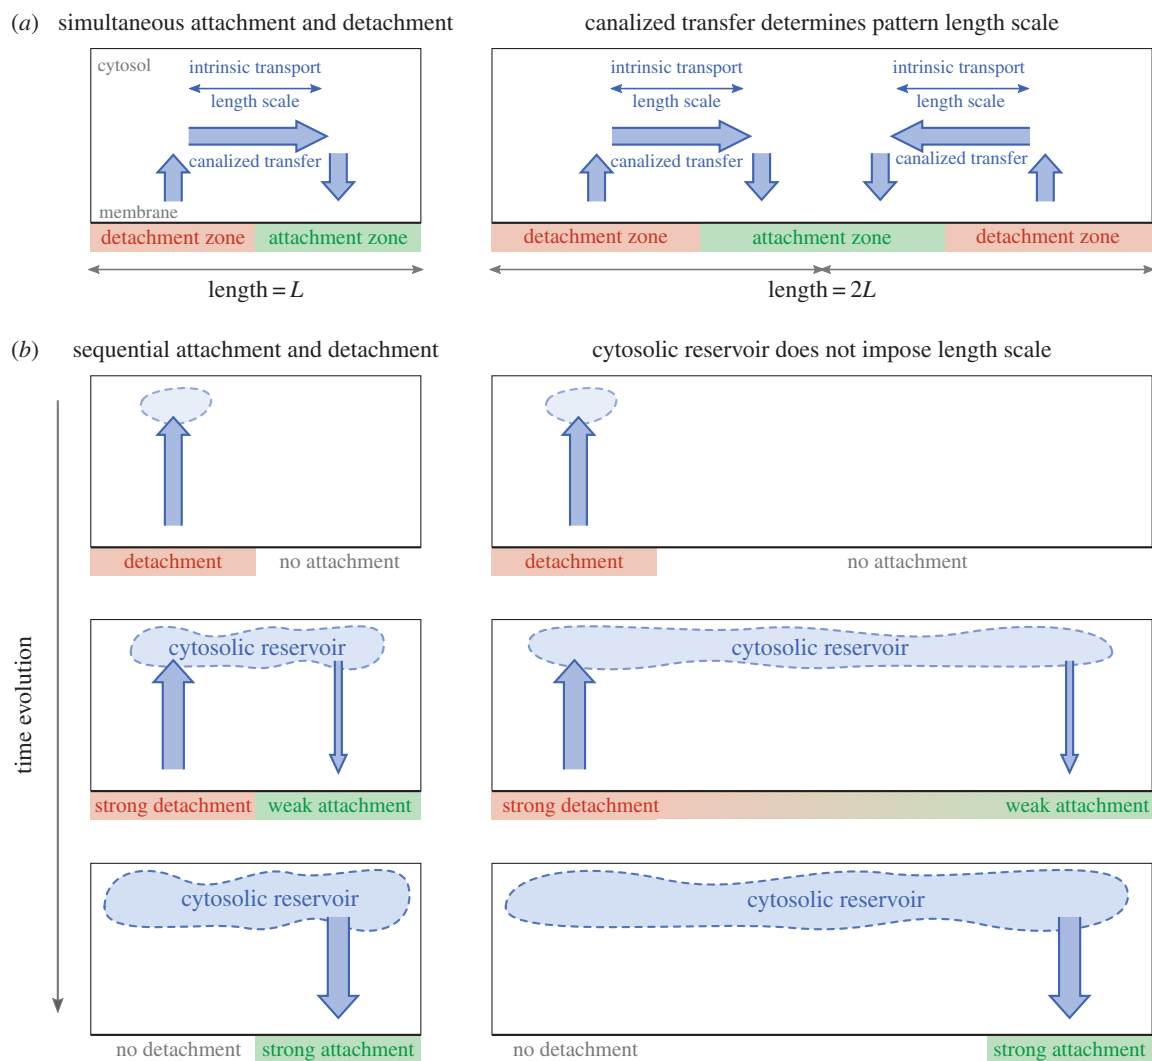 (a) simultaneous attachment and detachment
canalized transfer determines pattern length scale
cytosol
intrinsic transport
length scale
canalized transfer
membrane
detachment zone
attachment zone
length = L
intrinsic transport
length scale
canalized transfer
intrinsic transport
length scale
canalized transfer
detachment zone
attachment zone
detachment zone
length = 2L
(b) sequential attachment and detachment
cytosolic reservoir does not impose length scale
time evolution
detachment
no attachment
detachment
no attachment
cytosolic reservoir
strong detachment
weak attachment
cytosolic reservoir
strong detachment
weak attachment
cytosolic reservoir
no detachment
strong attachment
cytosolic reservoir
no detachment
strong attachment